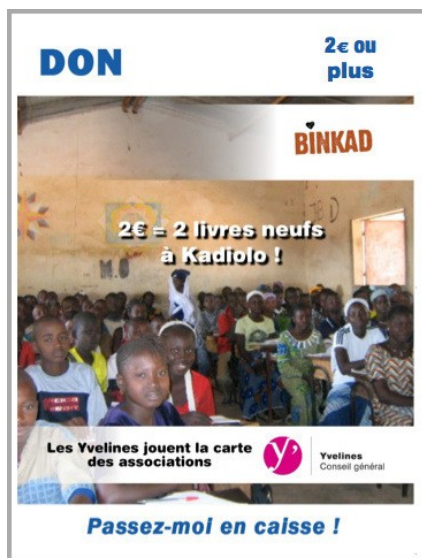 DON
2€ ou
plus
BINKAD
2€ = 2 livres neufs
à Kadiolo !
Les Yvelines jouent la carte
des associations
y'
Yvelines
Conseil général
Passez-moi en caisse !